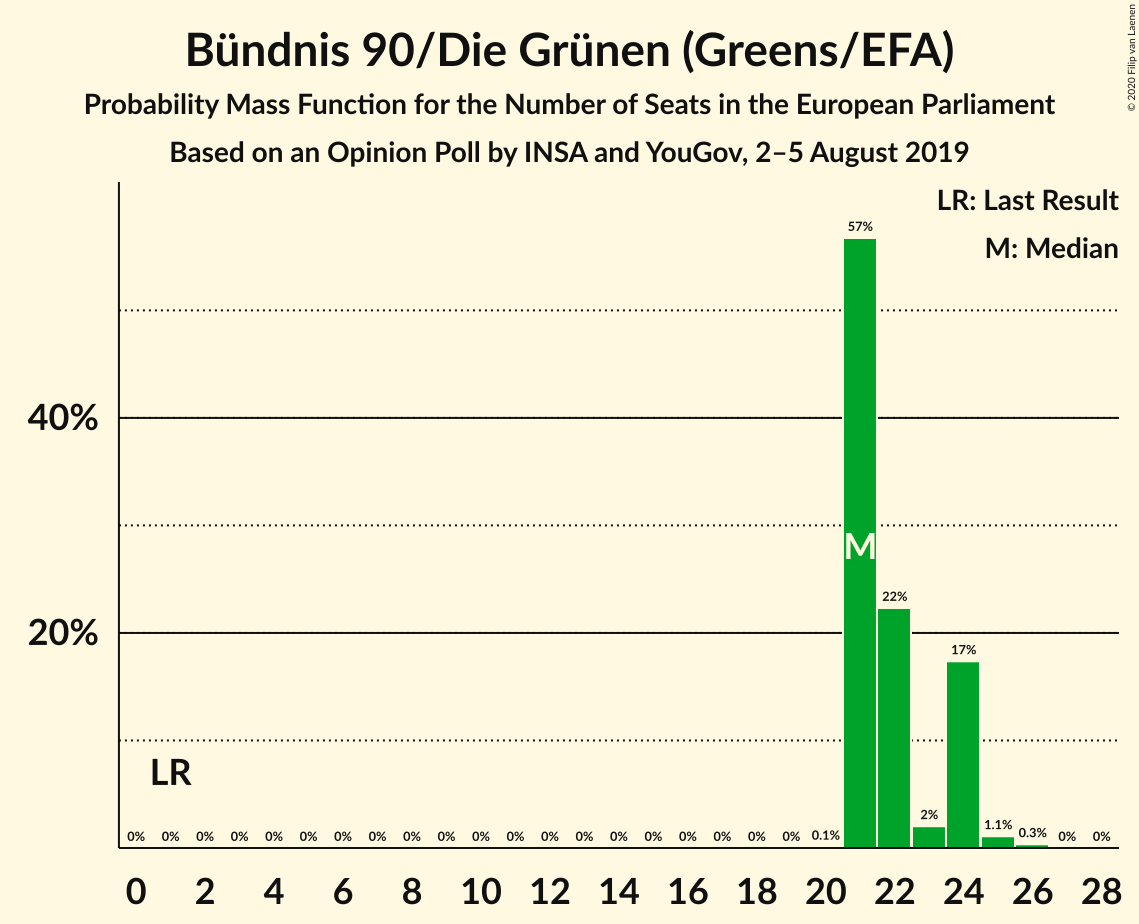 © 2020 Filip van Laenen
Bündnis 90/Die Grünen (Greens/EFA)
Probability Mass Function for the Number of Seats in the European Parliament
Based on an Opinion Poll by INSA and YouGov, 2–5 August 2019
LR: Last Result
M: Median
57%
40%
M
22%
20%
17%
LR
0% 0% 0% 0% 0% 0% 0% 0% 0% 0% 0% 0% 0% 0% 0% 0% 0% 0% 0% 0% 0.1% 2% 1.1% 0.3% 0% 0%
0 2 4 6 8 10 12 14 16 18 20 22 24 26 28